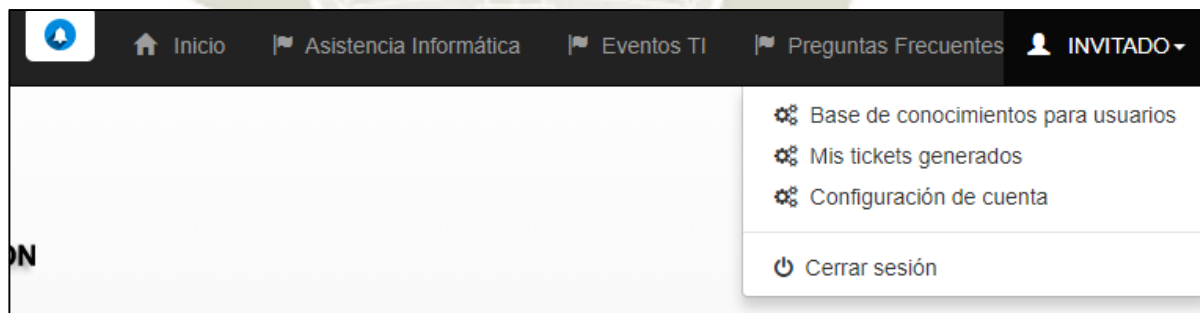 Inicio Asistencia Informática Eventos TI Preguntas Frecuentes INVITADO
Base de conocimientos para usuarios
Mis tickets generados
Configuración de cuenta
ON
Cerrar sesión